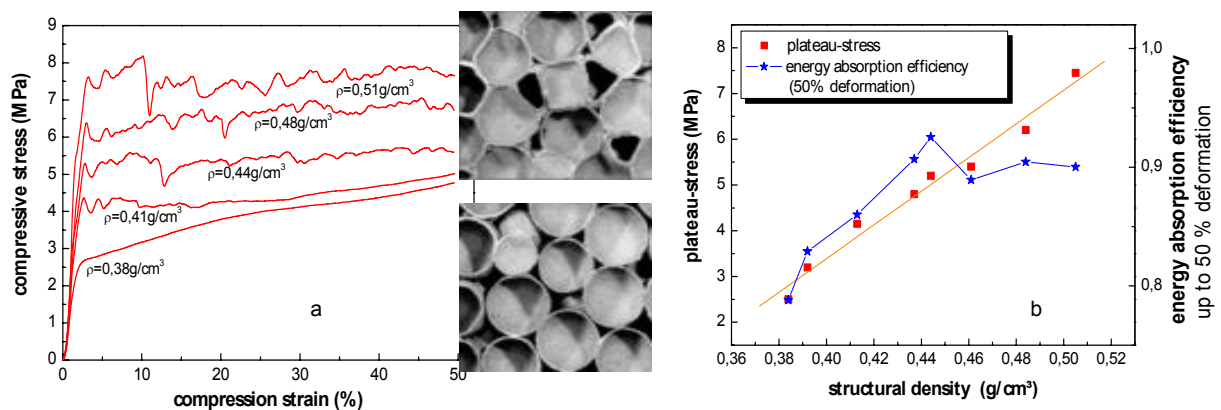 9
8
7
6
5
4
3
2
1
0
compressive stress (MPa)
ρ=0,51g/cm³
ρ=0,48g/cm³
ρ=0,44g/cm³
ρ=0,41g/cm³
ρ=0,38g/cm³
a
0 10 20 30 40 50
compression strain (%)
plateau-stress
energy absorption efficiency
(50% deformation)
8
7
6
5
4
3
2
plateau-stress (MPa)
1,0
0,9
0,8
energy absorption efficiency
up to 50 % deformation
b
0,36 0,38 0,40 0,42 0,44 0,46 0,48 0,50 0,52
structural density (g/cm³)